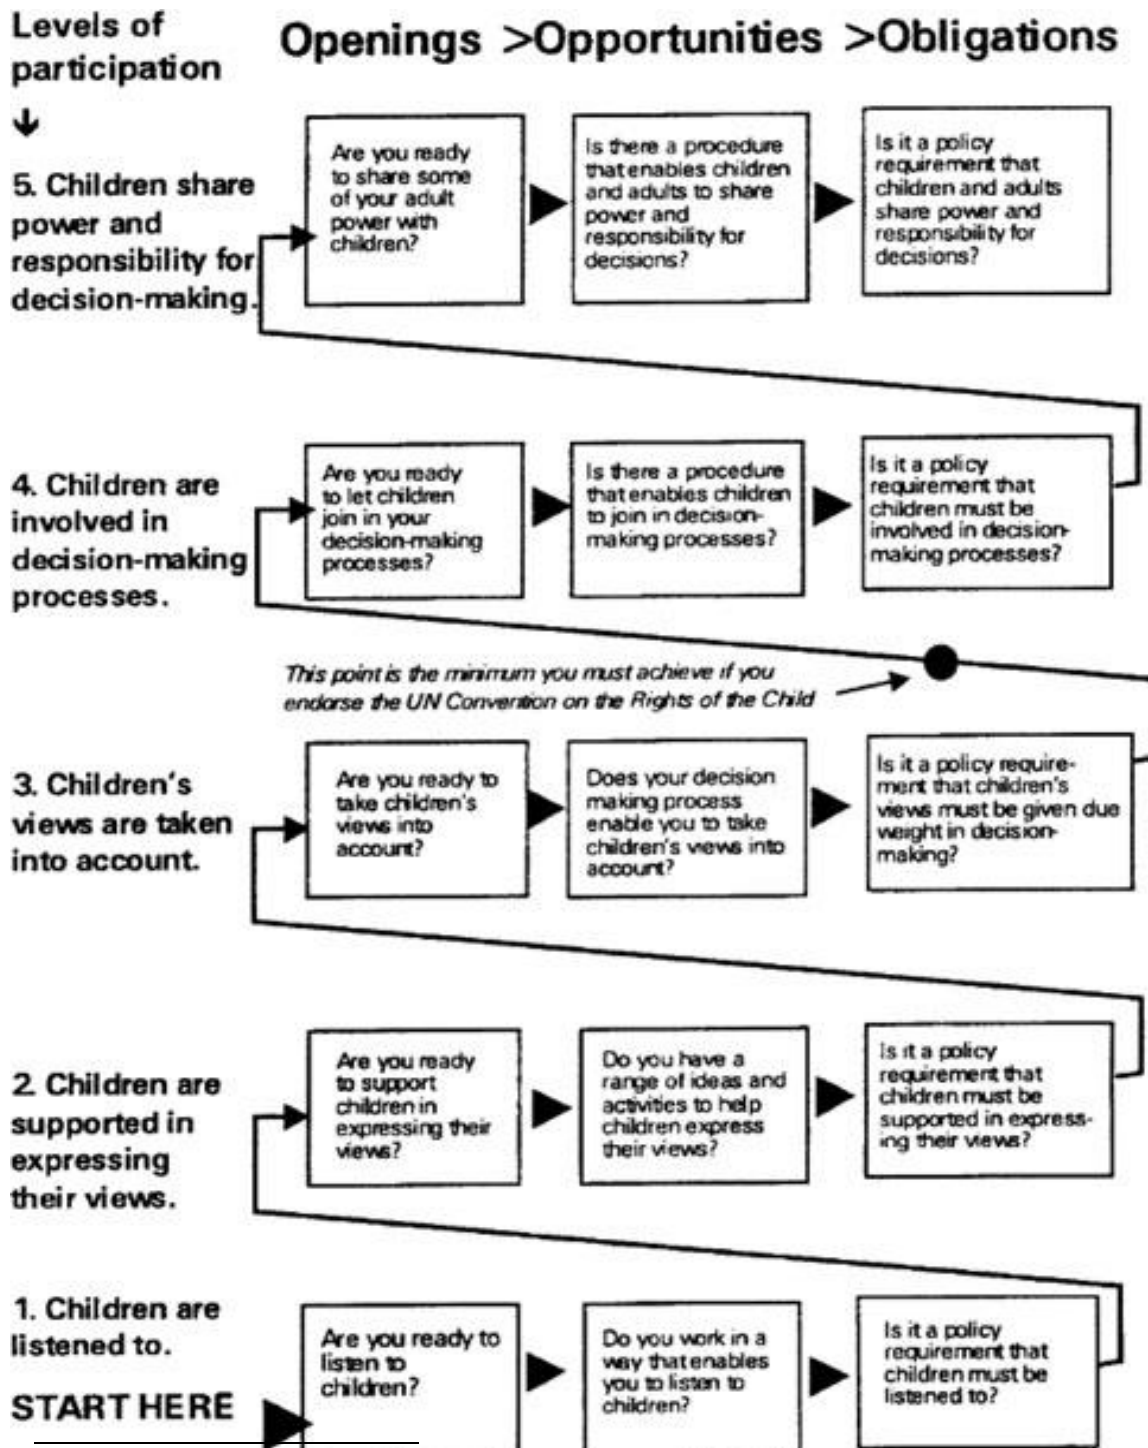 Levels of
participation
↓
Openings >Opportunities >Obligations
5. Children share
power and
responsibility for
decision-making.
Are you ready
to share some
of your adult
power with
children?
Is there a procedure
that enables children
and adults to share
power and
responsibility for
decisions?
Is it a policy
requirement that
children and adults
share power and
responsibility for
decisions?
4. Children are
involved in
decision-making
processes.
Are you ready
to let children
join in your
decision-making
processes?
Is there a procedure
that enables children
to join in decision-
making processes?
Is it a policy
requirement that
children must be
involved in decision-
making processes?
This point is the minimum you must achieve if you
endorse the UN Convention on the Rights of the Child
3. Children's
views are taken
into account.
Are you ready to
take children's
views into
account?
Does your decision
making process
enable you to take
children's views into
account?
Is it a policy require-
ment that children's
views must be given due
weight in decision-
making?
2. Children are
supported in
expressing
their views.
Are you ready
to support
children in
expressing their
views?
Do you have a
range of ideas and
activities to help
children express
their views?
Is it a policy
requirement that
children must be
supported in express-
ing their views?
1. Children are
listened to.
START HERE
Are you ready to
listen to
children?
Do you work in a
way that enables
you to listen to
children?
Is it a policy
requirement that
children must be
listened to?